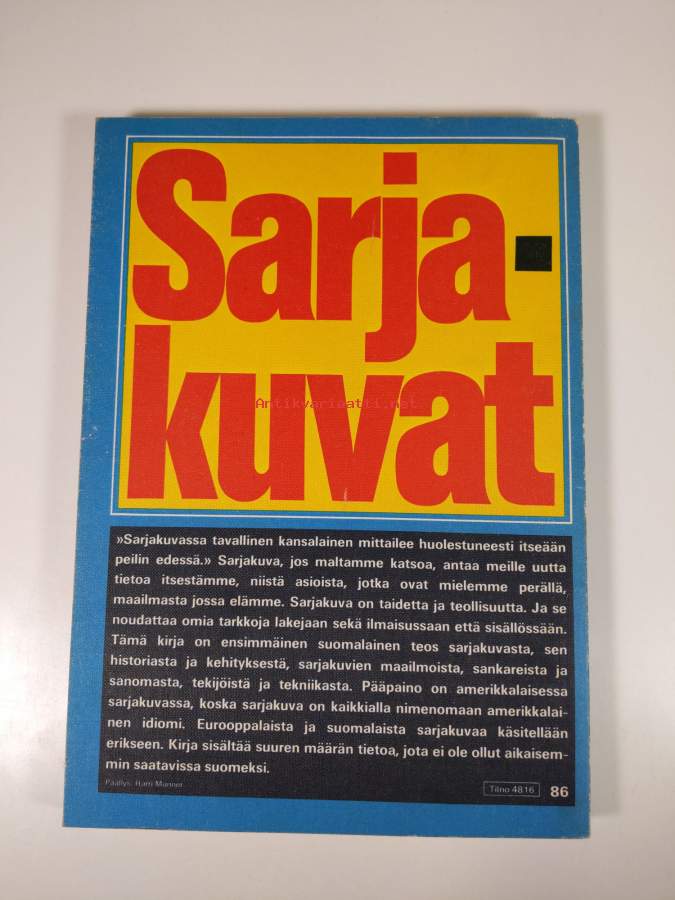 Sarja-
kuvat
Antikvariaatti.net
»Sarjakuvassa tavallinen kansalainen mittailee huolestuneesti itseään
peilin edessä.» Sarjakuva, jos maltamme katsoa, antaa meille uutta
tietoa itsestämme, niistä asioista, jotka ovat mielemme perällä,
maailmasta jossa elämme. Sarjakuva on taidetta ja teollisuutta. Ja se
noudattaa omia tarkkoja lakejaan sekä ilmaisussaan että sisällössään.
Tämä kirja on ensimmäinen suomalainen teos sarjakuvasta, sen
historiasta ja kehityksestä, sarjakuvien maailmoista, sankareista ja
sanomasta, tekijöistä ja tekniikasta. Pääpaino on amerikkalaisessa
sarjakuvassa, koska sarjakuva on kaikkialla nimenomaan amerikkalai-
nen idiomi. Eurooppalaista ja suomalaista sarjakuvaa käsitellään
erikseen. Kirja sisältää suuren määrän tietoa, jota ei ole ollut aikaisem-
min saatavissa suomeksi.
Päällys: Harri Manner
Tilno 4816 86